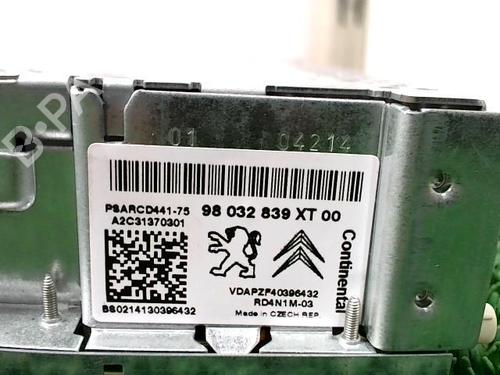 01 04214
PSARCD441-75
A2C31370301
98 032 839 XT 00
VDAPZF40396432
RD4N1M-03
Made in CZECH REP.
BS0214130396432
Continental